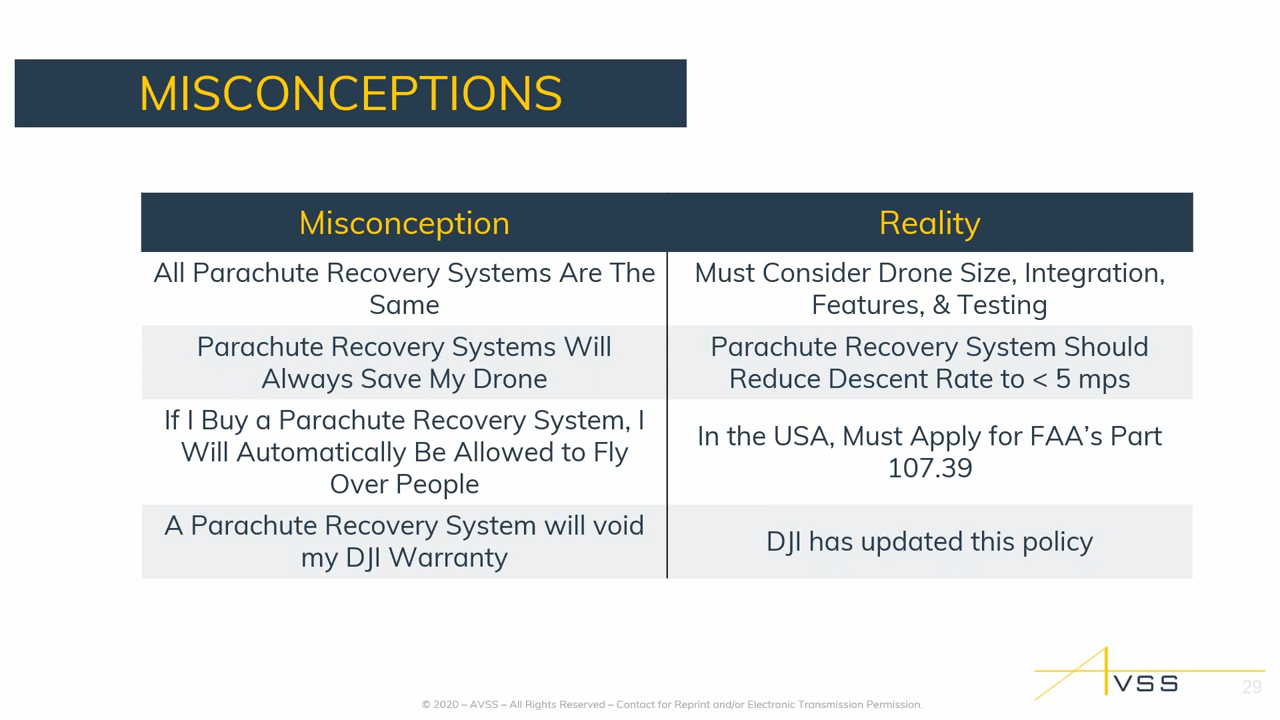 MISCONCEPTIONS
Misconception
Reality
All Parachute Recovery Systems Are The
Same
Must Consider Drone Size, Integration,
Features, & Testing
Parachute Recovery Systems Will
Always Save My Drone
Parachute Recovery System Should
Reduce Descent Rate to < 5 mps
If I Buy a Parachute Recovery System, I
Will Automatically Be Allowed to Fly
Over People
In the USA, Must Apply for FAA’s Part
107.39
A Parachute Recovery System will void
my DJI Warranty
DJI has updated this policy
AVSS
29
© 2020 – AVSS – All Rights Reserved – Contact for Reprint and/or Electronic Transmission Permission.